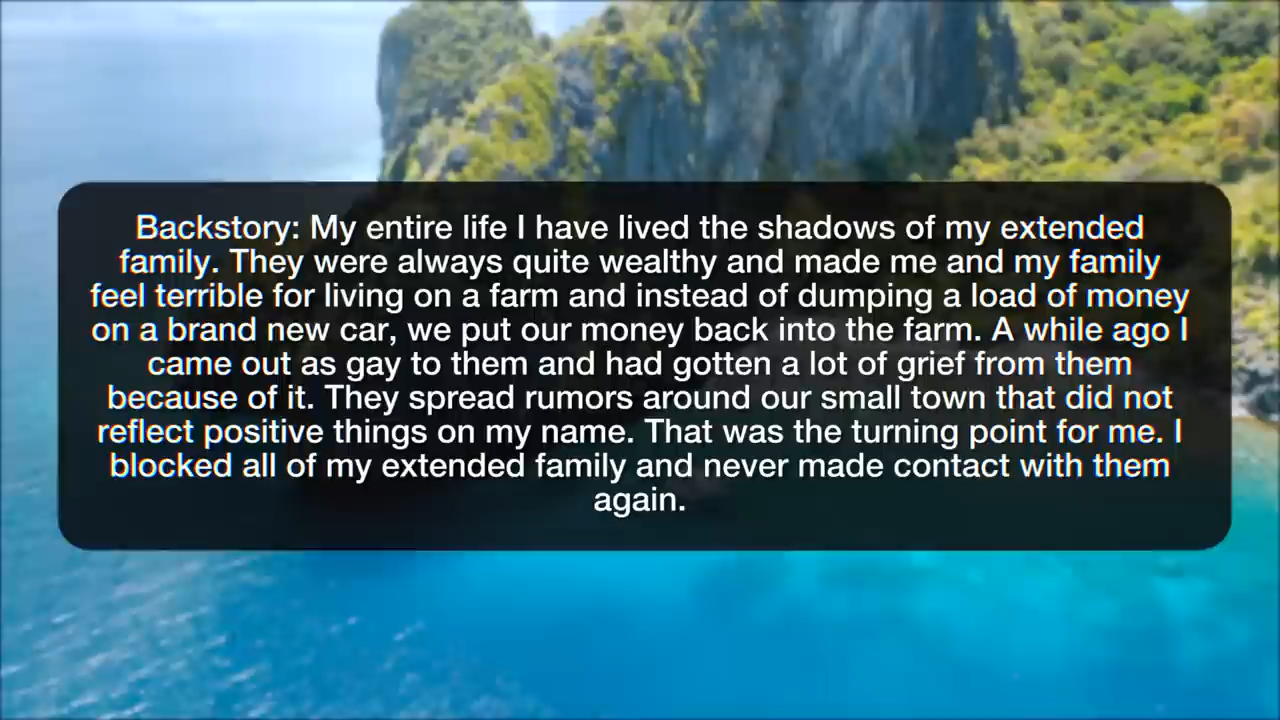 Backstory: My entire life I have lived the shadows of my extended
family. They were always quite wealthy and made me and my family
feel terrible for living on a farm and instead of dumping a load of money
on a brand new car, we put our money back into the farm. A while ago I
came out as gay to them and had gotten a lot of grief from them
because of it. They spread rumors around our small town that did not
reflect positive things on my name. That was the turning point for me. I
blocked all of my extended family and never made contact with them
again.